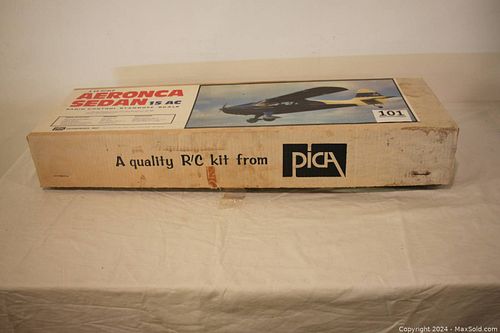 AERONCA
SEDAN 15 AC
RADIO CONTROL STANDOFF SCALE
101
A quality R/C kit from PICA
Copyright © 2024 - MaxSold.com